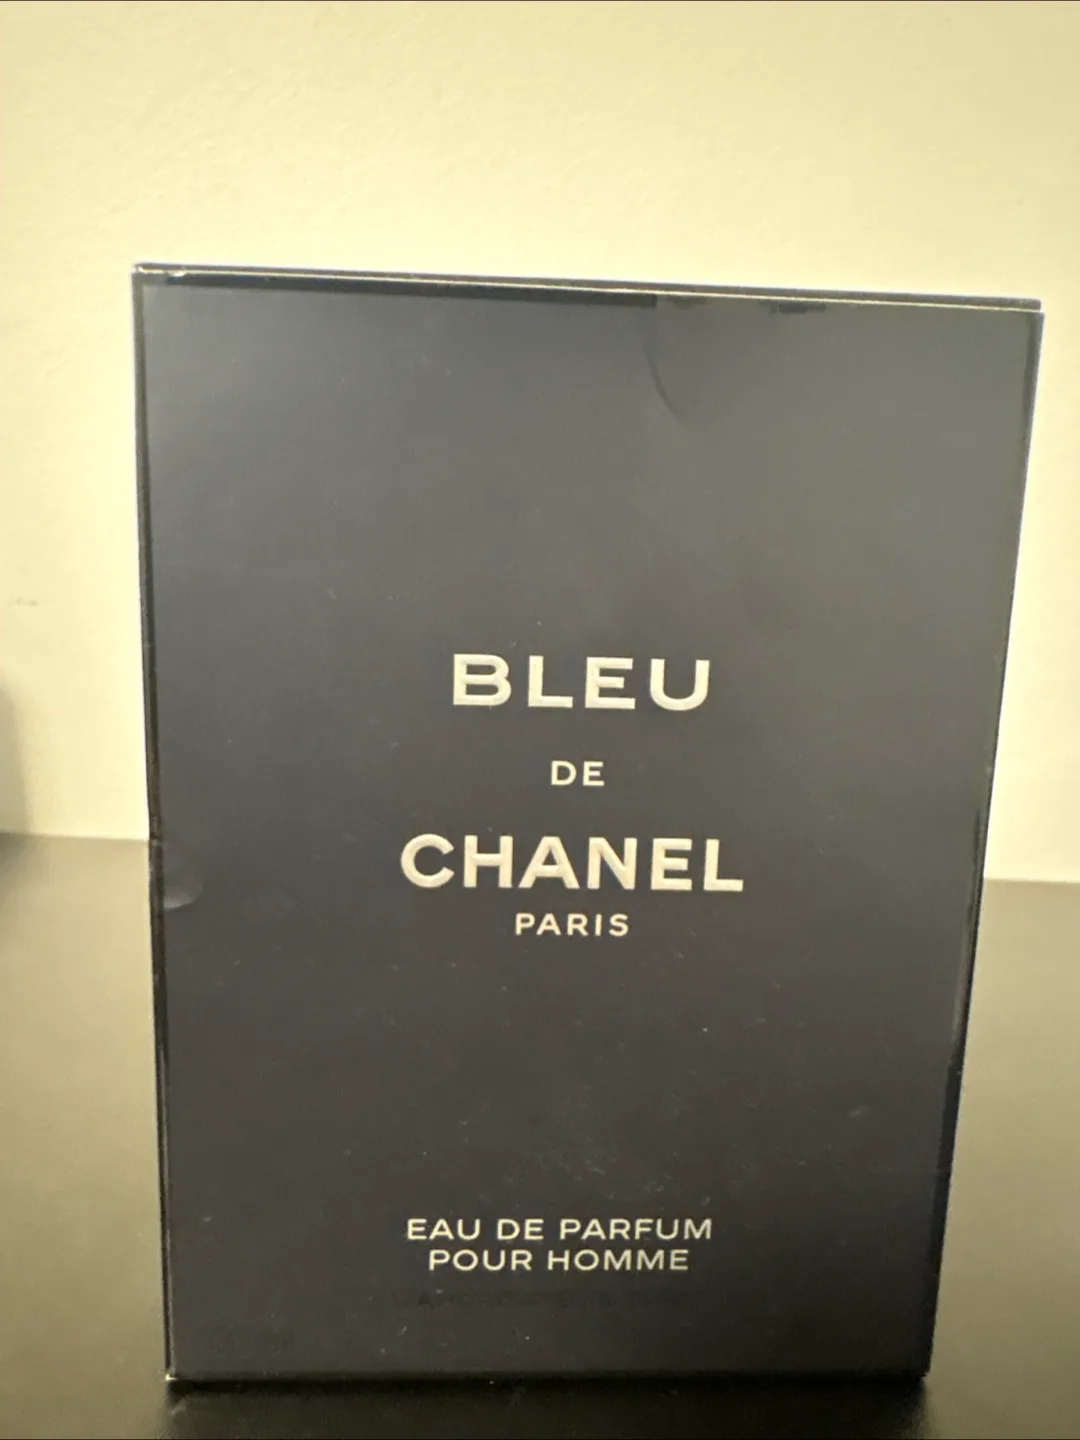 BLEU
DE
CHANEL
PARIS
EAU DE PARFUM
POUR HOMME